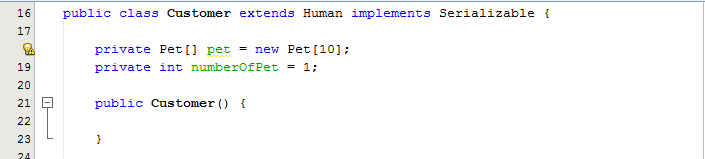 16 public class Customer extends Human implements Serializable {
17
private Pet[] pet = new Pet[10];
19 private int numberOfPet = 1;
20
21 public Customer() {
22
23 }
24